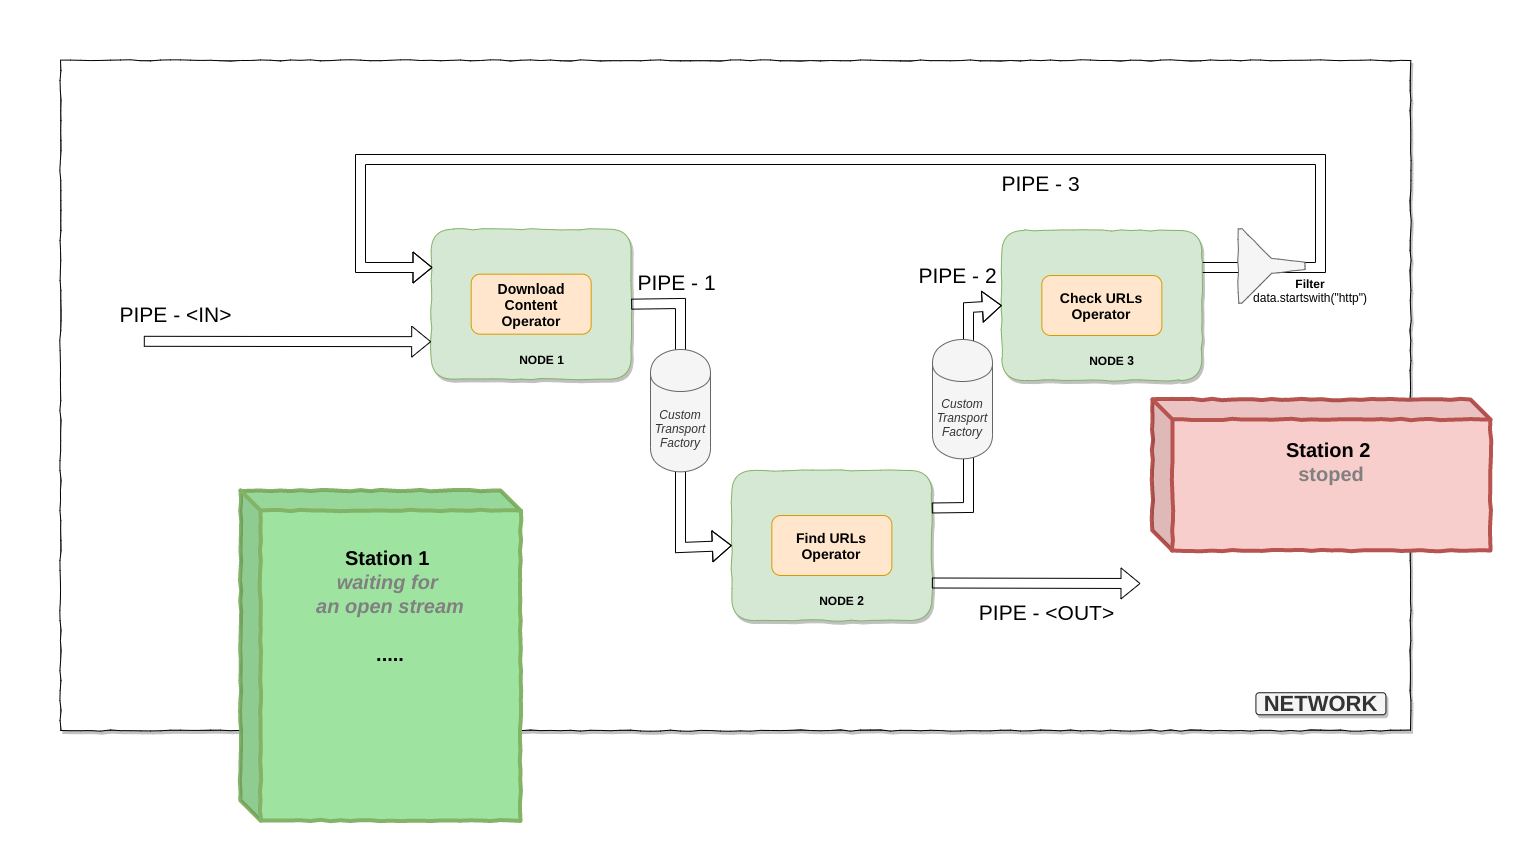 PIPE - 3
PIPE - <IN>
Download
Content
Operator
NODE 1
PIPE - 1
Custom
Transport
Factory
PIPE - 2
Custom
Transport
Factory
Check URLs
Operator
NODE 3
Filter
data.startswith("http")
Find URLs
Operator
NODE 2
PIPE - <OUT>
Station 2
stoped
Station 1
waiting for
an open stream
.....
NETWORK